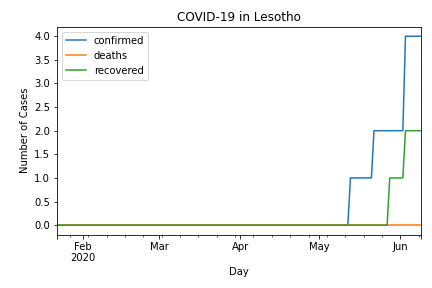 COVID-19 in Lesotho
confirmed
deaths
recovered
4.0
3.5
3.0
2.5
2.0
1.5
1.0
0.5
0.0
Number of Cases
Feb
2020
Mar
Apr
May
Jun
Day